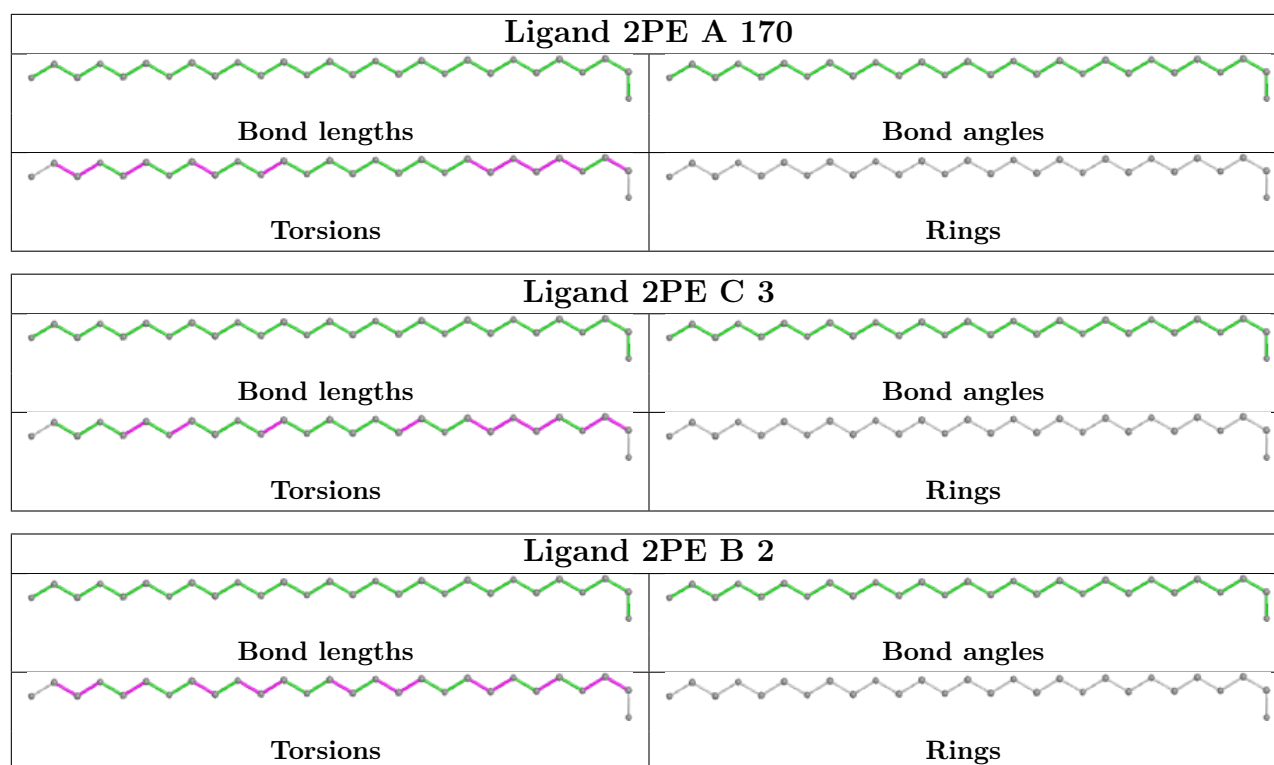 Ligand 2PE A 170
Bond lengths
Bond angles
Torsions
Rings
Ligand 2PE C 3
Bond lengths
Bond angles
Torsions
Rings
Ligand 2PE B 2
Bond lengths
Bond angles
Torsions
Rings